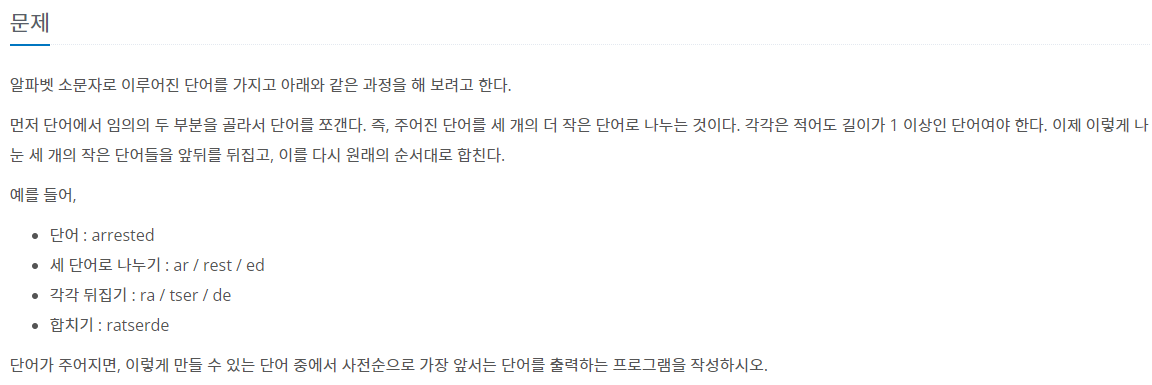 문제
알파벳 소문자로 이루어진 단어를 가지고 아래와 같은 과정을 해 보려고 한다.
먼저 단어에서 임의의 두 부분을 골라서 단어를 쪼갠다. 즉, 주어진 단어를 세 개의 더 작은 단어로 나누는 것이다. 각각은 적어도 길이가 1 이상인 단어여야 한다. 이제 이렇게 나
눈 세 개의 작은 단어들을 앞뒤를 뒤집고, 이를 다시 원래의 순서대로 합친다.
예를 들어,
• 단어 : arrested
• 세 단어로 나누기 : ar / rest / ed
• 각각 뒤집기 : ra / tser / de
• 합치기 : ratserde
단어가 주어지면, 이렇게 만들 수 있는 단어 중에서 사전순으로 가장 앞서는 단어를 출력하는 프로그램을 작성하시오.